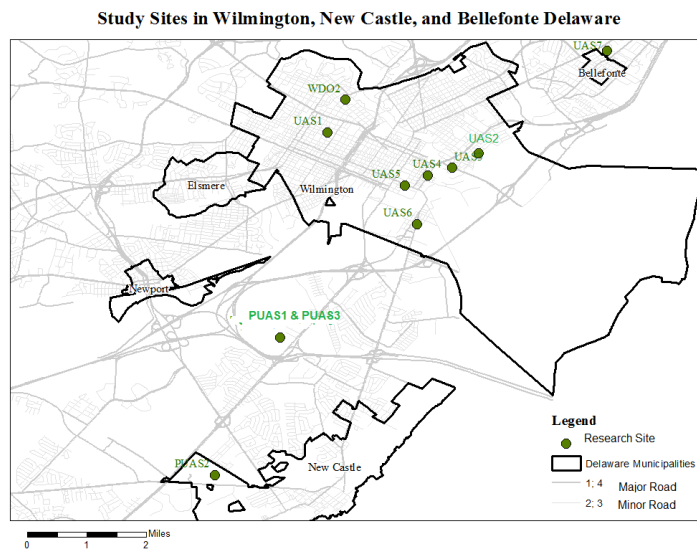 Study Sites in Wilmington, New Castle, and Bellefonte Delaware
UAS7
Bellefonte
WDO2
UAS1
UAS2
UAS3
UAS4
UAS5
Elsmere
Wilmington
UAS6
Newport
PUAS1 & PUAS3
PUAS2
New Castle
Legend
Research Site
Delaware Municipalities
1; 4 Major Road
2; 3 Minor Road
Miles
0 1 2